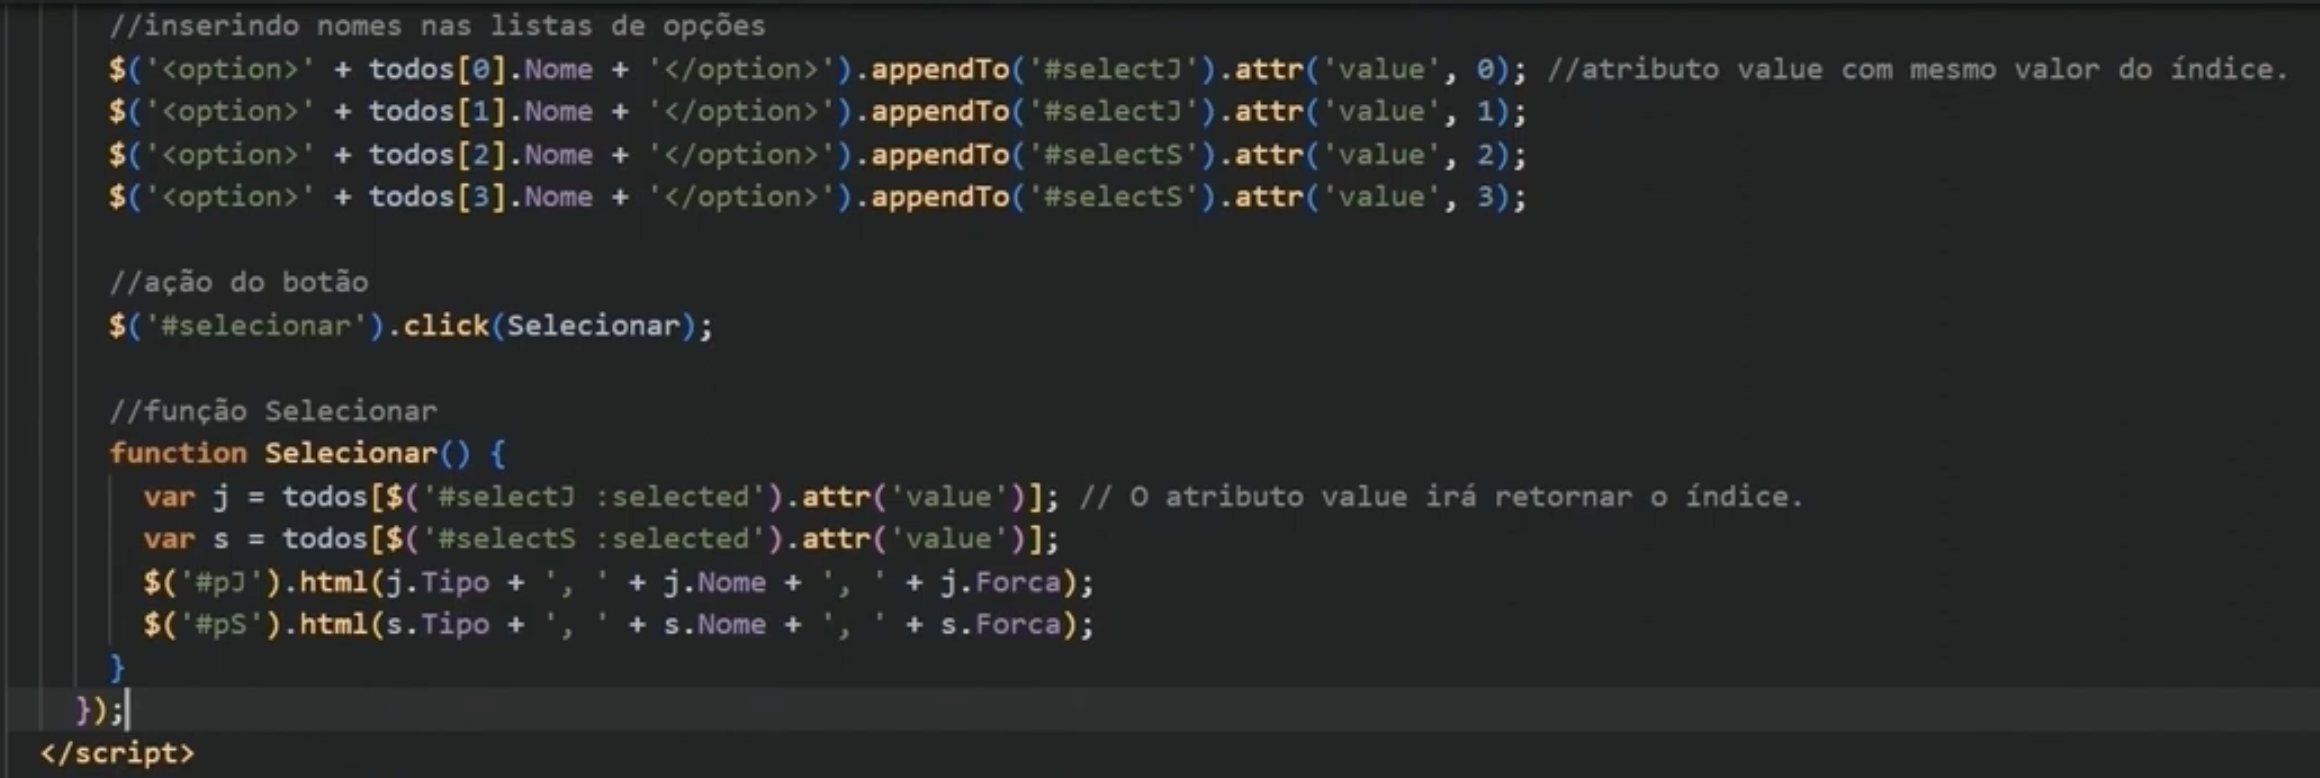 //inserindo nomes nas listas de opções
$('<option>' + todos[0].Nome + '</option>').appendTo('#selectJ').attr('value', 0); //atributo value com mesmo valor do índice.
$('<option>' + todos[1].Nome + '</option>').appendTo('#selectJ').attr('value', 1);
$('<option>' + todos[2].Nome + '</option>').appendTo('#selectS').attr('value', 2);
$('<option>' + todos[3].Nome + '</option>').appendTo('#selectS').attr('value', 3);
//ação do botão
$('#selecionar').click(Selecionar);
//função Selecionar
function Selecionar() {
var j = todos[$('#selectJ :selected').attr('value')]; // O atributo value irá retornar o índice.
var s = todos[$('#selectS :selected').attr('value')];
$('#pJ').html(j.Tipo + ', ' + j.Nome + ', ' + j.Forca);
$('#pS').html(s.Tipo + ', ' + s.Nome + ', ' + s.Forca);
}
});
</script>